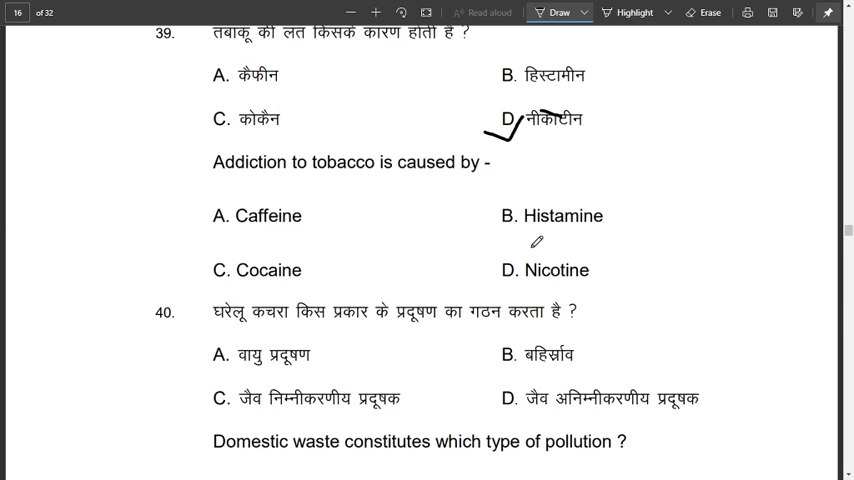 16 of 32 Read aloud Draw Highlight Erase
39. तंबाकू की लत किसके कारण होती है ?
A. कैफीन B. हिस्टामीन
C. कोकैन D. नीकोटीन
Addiction to tobacco is caused by -
A. Caffeine B. Histamine
C. Cocaine D. Nicotine
40. घरेलू कचरा किस प्रकार के प्रदूषण का गठन करता है ?
A. वायु प्रदूषण B. बहिर्स्राव
C. जैव निम्नीकरणीय प्रदूषक D. जैव अनिम्नीकरणीय प्रदूषक
Domestic waste constitutes which type of pollution ?